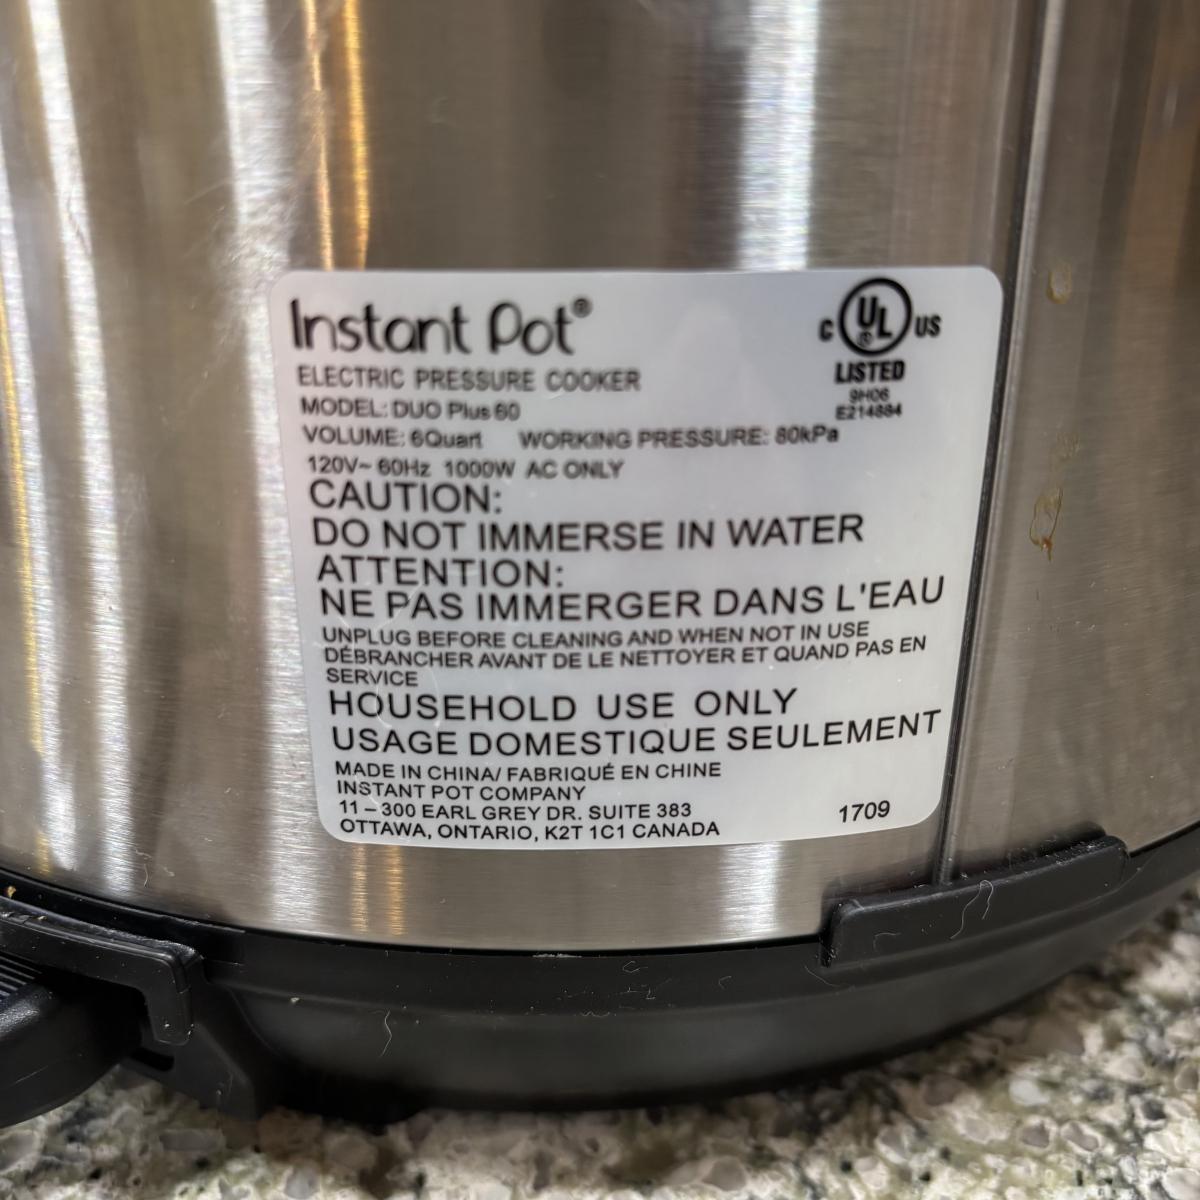 Instant Pot®
C UL® US
LISTED
9H06
E214884
ELECTRIC PRESSURE COOKER
MODEL: DUO Plus 60
VOLUME: 6Quart WORKING PRESSURE: 80kPa
120V~ 60Hz 1000W AC ONLY
CAUTION:
DO NOT IMMERSE IN WATER
ATTENTION:
NE PAS IMMERGER DANS L'EAU
UNPLUG BEFORE CLEANING AND WHEN NOT IN USE
DÉBRANCHER AVANT DE LE NETTOYER ET QUAND PAS EN
SERVICE
HOUSEHOLD USE ONLY
USAGE DOMESTIQUE SEULEMENT
MADE IN CHINA/ FABRIQUÉ EN CHINE
INSTANT POT COMPANY
11 – 300 EARL GREY DR. SUITE 383
OTTAWA, ONTARIO, K2T 1C1 CANADA
1709